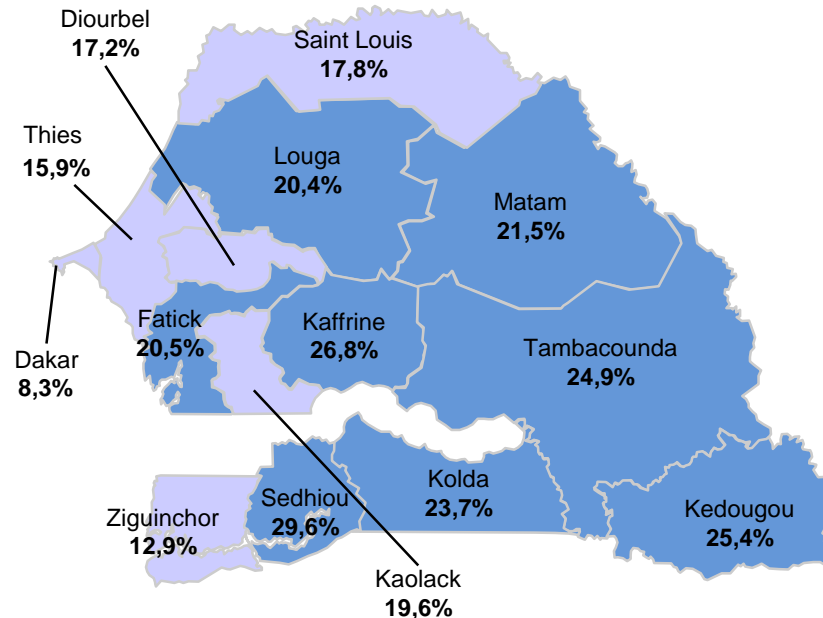 Diourbel
17,2%
Saint Louis
17,8%
Thies
15,9%
Louga
20,4%
Matam
21,5%
Fatick
20,5%
Kaffrine
26,8%
Tambacounda
24,9%
Dakar
8,3%
Kolda
23,7%
Sedhiou
29,6%
Kedougou
25,4%
Ziguinchor
12,9%
Kaolack
19,6%